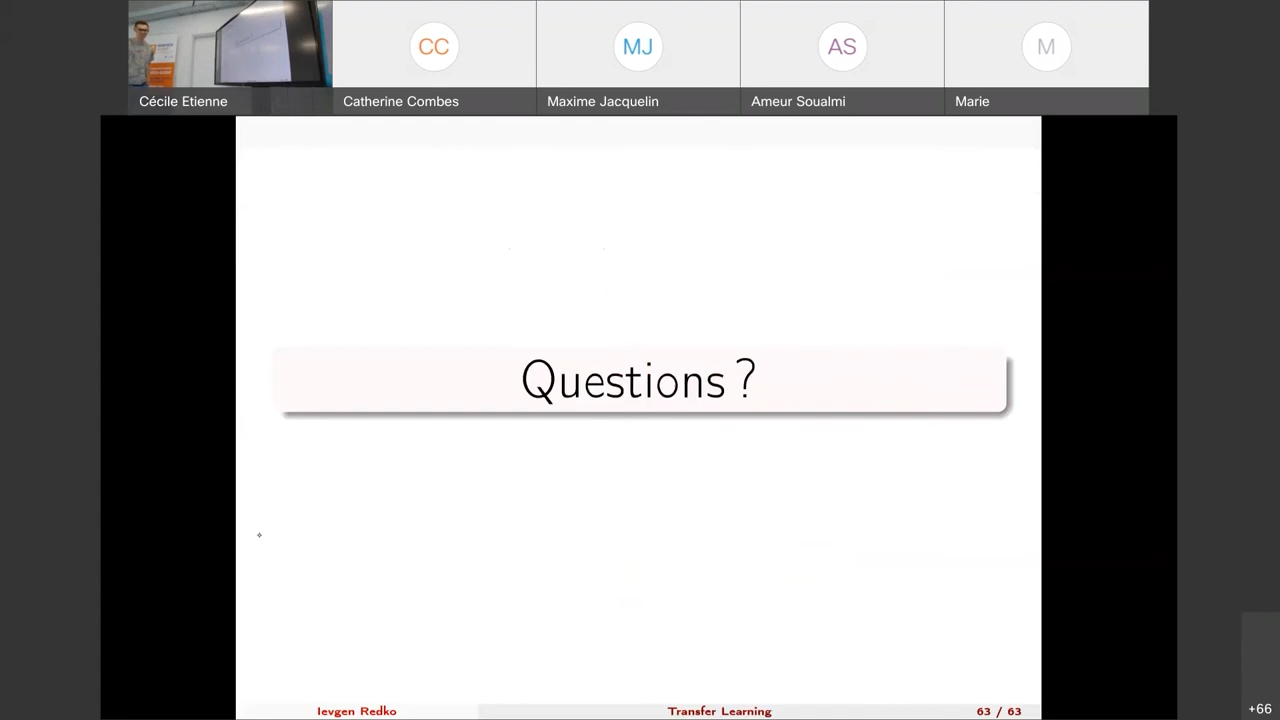 CC
MJ
AS
M
Cécile Etienne
Catherine Combes
Maxime Jacquelin
Ameur Soualmi
Marie
Questions ?
Ievgen Redko
Transfer Learning
63 / 63
+66